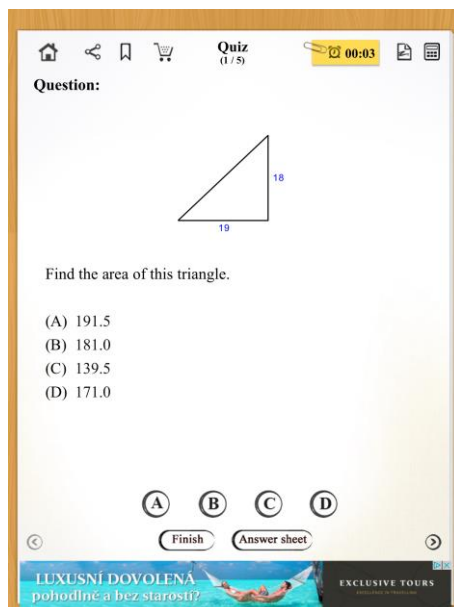 Quiz
(1 / 5)
00:03
Question:
18
19
Find the area of this triangle.
(A) 191.5
(B) 181.0
(C) 139.5
(D) 171.0
A B C D
Finish Answer sheet
LUXUSNÍ DOVOLENÁ
pohodlně a bez starostí?
EXCLUSIVE TOURS